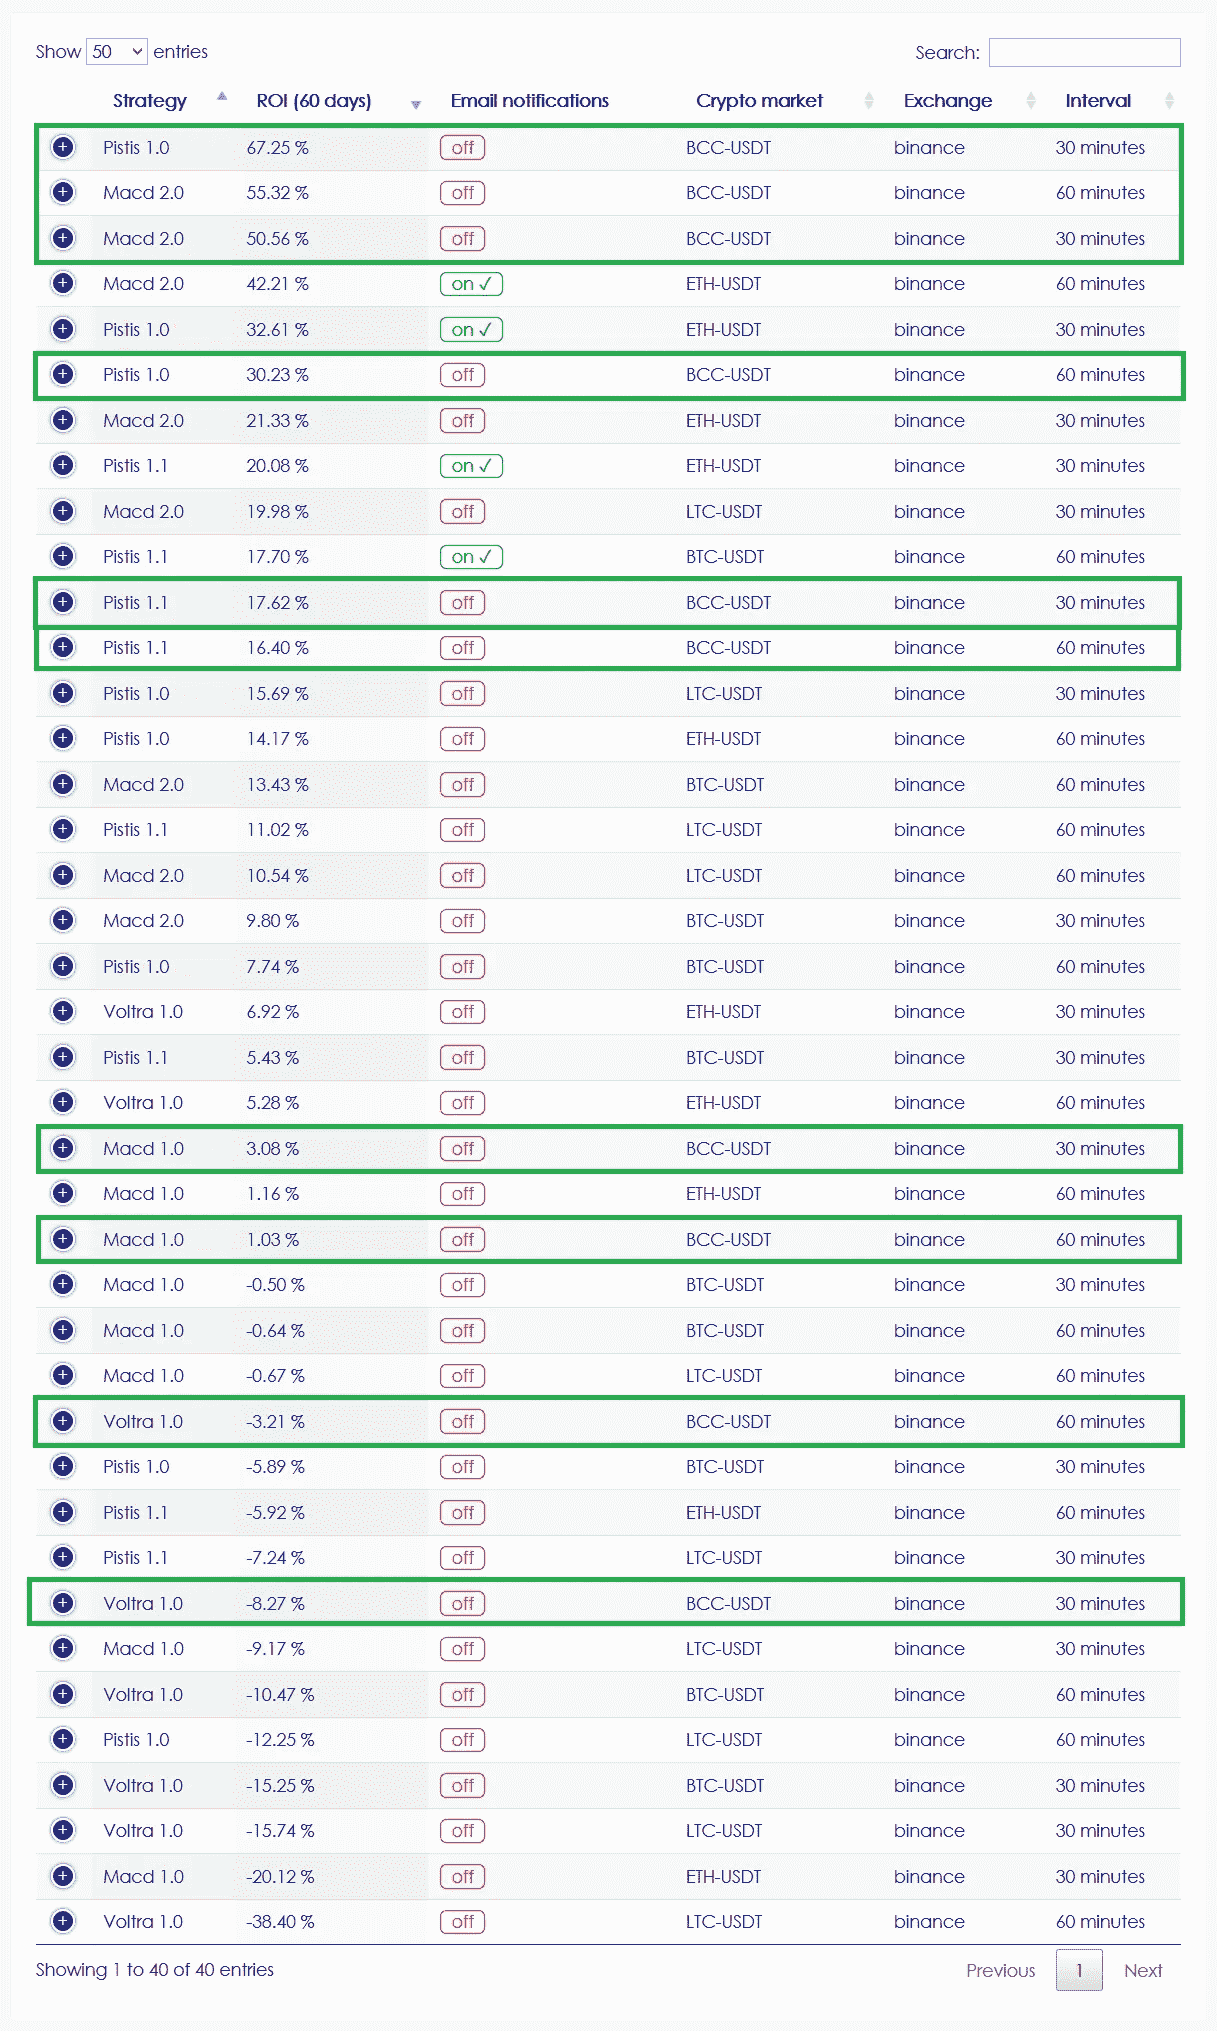 Show 50 entries Search:
Strategy ROI (60 days) Email notifications Crypto market Exchange Interval
Pistis 1.0 67.25 % off BCC-USDT binance 30 minutes
Macd 2.0 55.32 % off BCC-USDT binance 60 minutes
Macd 2.0 50.56 % off BCC-USDT binance 30 minutes
Macd 2.0 42.21 % on ✓ ETH-USDT binance 60 minutes
Pistis 1.0 32.61 % on ✓ ETH-USDT binance 30 minutes
Pistis 1.0 30.23 % off BCC-USDT binance 60 minutes
Macd 2.0 21.33 % off ETH-USDT binance 30 minutes
Pistis 1.1 20.08 % on ✓ ETH-USDT binance 30 minutes
Macd 2.0 19.98 % off LTC-USDT binance 30 minutes
Pistis 1.1 17.70 % on ✓ BTC-USDT binance 60 minutes
Pistis 1.1 17.62 % off BCC-USDT binance 30 minutes
Pistis 1.1 16.40 % off BCC-USDT binance 60 minutes
Pistis 1.0 15.69 % off LTC-USDT binance 30 minutes
Pistis 1.0 14.17 % off ETH-USDT binance 60 minutes
Macd 2.0 13.43 % off BTC-USDT binance 60 minutes
Pistis 1.1 11.02 % off LTC-USDT binance 60 minutes
Macd 2.0 10.54 % off LTC-USDT binance 60 minutes
Macd 2.0 9.80 % off BTC-USDT binance 30 minutes
Pistis 1.0 7.74 % off BTC-USDT binance 60 minutes
Voltra 1.0 6.92 % off ETH-USDT binance 30 minutes
Pistis 1.1 5.43 % off BTC-USDT binance 30 minutes
Voltra 1.0 5.28 % off ETH-USDT binance 60 minutes
Macd 1.0 3.08 % off BCC-USDT binance 30 minutes
Macd 1.0 1.16 % off ETH-USDT binance 60 minutes
Macd 1.0 1.03 % off BCC-USDT binance 60 minutes
Macd 1.0 -0.50 % off BTC-USDT binance 30 minutes
Macd 1.0 -0.64 % off BTC-USDT binance 60 minutes
Macd 1.0 -0.67 % off LTC-USDT binance 60 minutes
Voltra 1.0 -3.21 % off BCC-USDT binance 60 minutes
Pistis 1.0 -5.89 % off BTC-USDT binance 30 minutes
Pistis 1.1 -5.92 % off ETH-USDT binance 60 minutes
Pistis 1.1 -7.24 % off LTC-USDT binance 30 minutes
Voltra 1.0 -8.27 % off BCC-USDT binance 30 minutes
Macd 1.0 -9.17 % off LTC-USDT binance 30 minutes
Voltra 1.0 -10.47 % off BTC-USDT binance 60 minutes
Pistis 1.0 -12.25 % off LTC-USDT binance 60 minutes
Voltra 1.0 -15.25 % off BTC-USDT binance 30 minutes
Voltra 1.0 -15.74 % off LTC-USDT binance 30 minutes
Macd 1.0 -20.12 % off ETH-USDT binance 30 minutes
Voltra 1.0 -38.40 % off LTC-USDT binance 60 minutes
Showing 1 to 40 of 40 entries Previous 1 Next